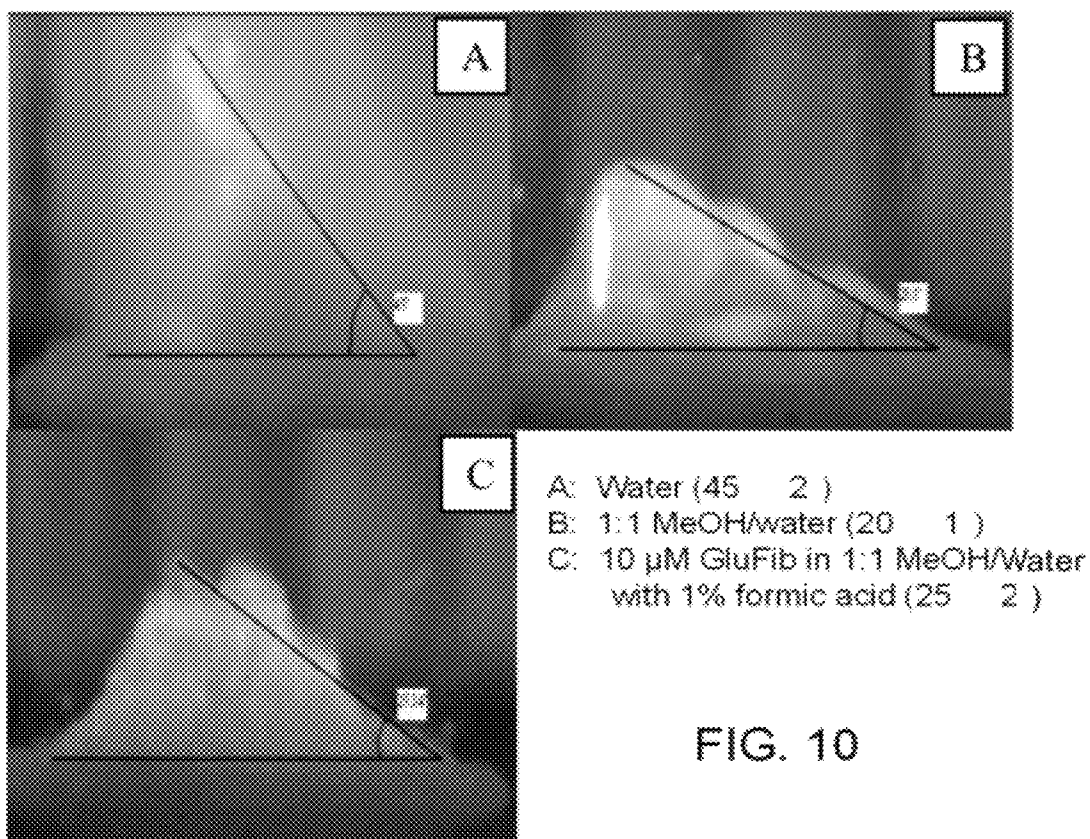 A
B
C
A: Water (45 2 )
B: 1:1 MeOH/water (20 1 )
C: 10 µM GluFib in 1:1 MeOH/Water
with 1% formic acid (25 2 )
FIG. 10